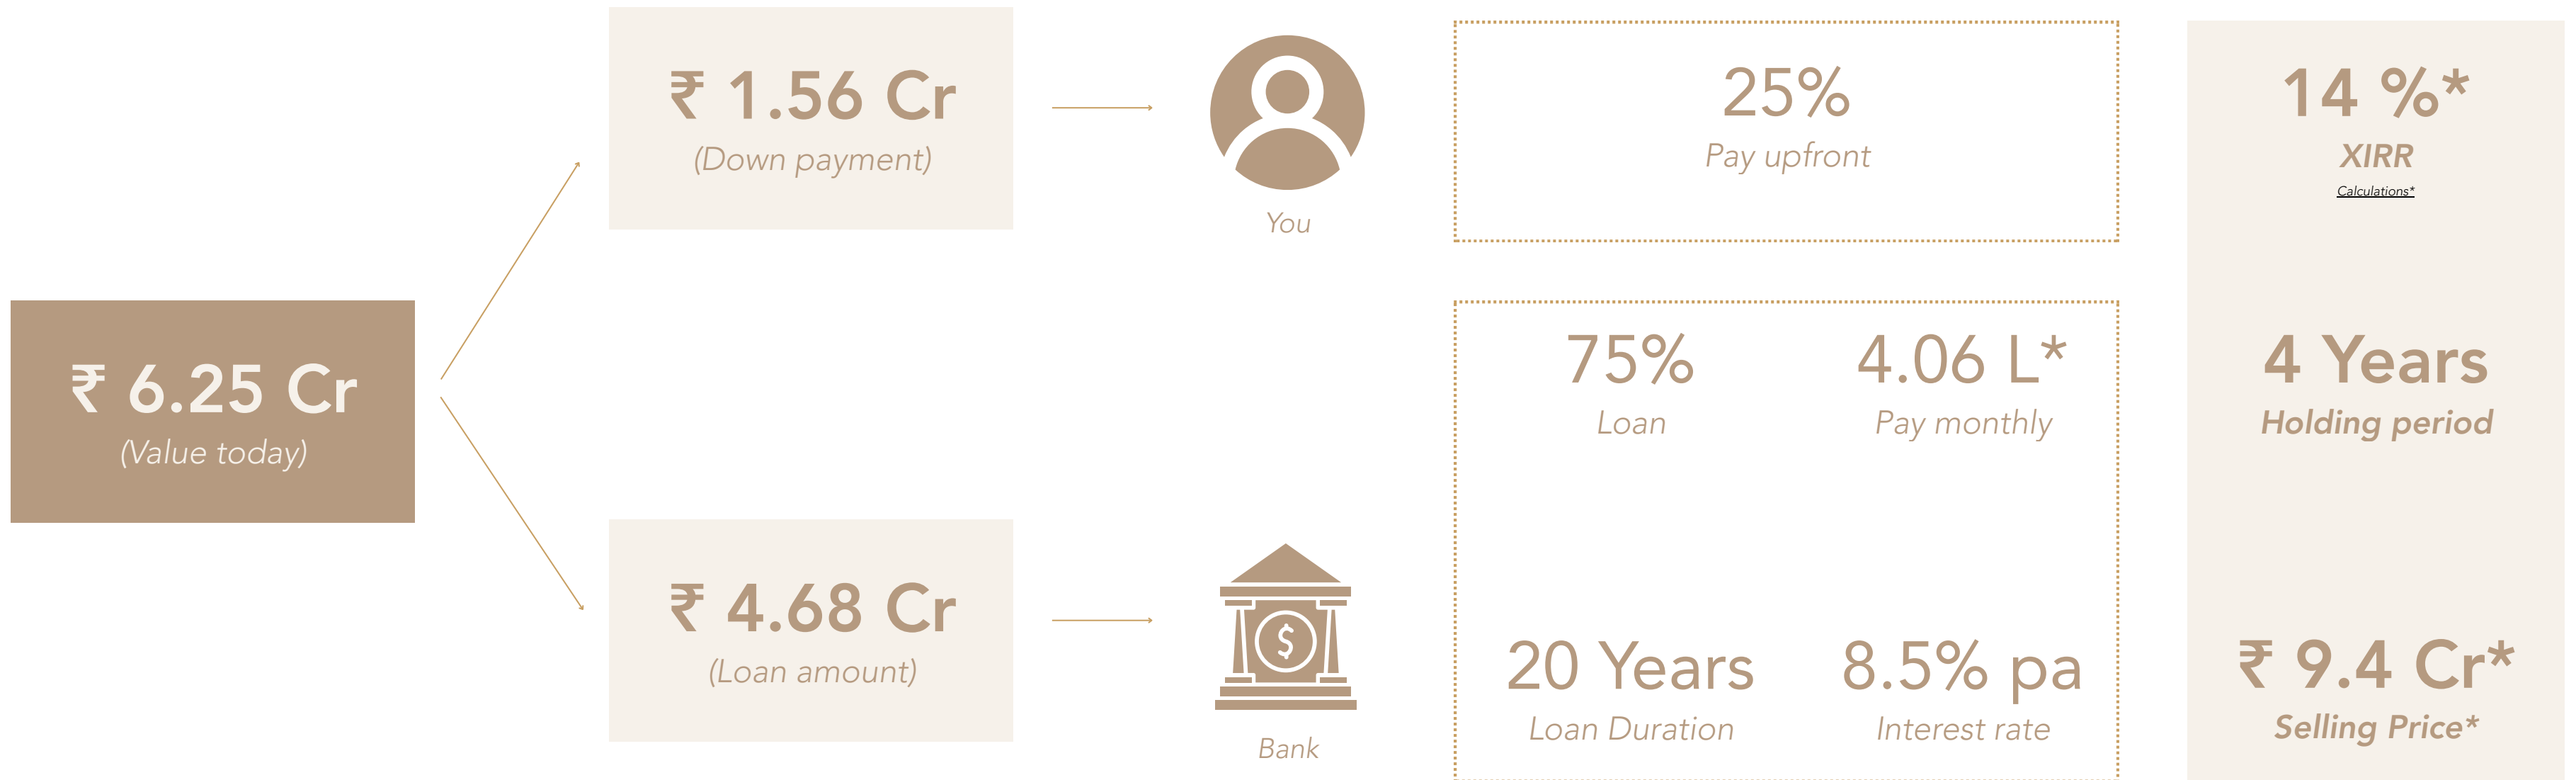 ₹ 6.25 Cr
(Value today)
₹ 1.56 Cr
(Down payment)
You
25%
Pay upfront
₹ 4.68 Cr
(Loan amount)
$
Bank
75%
Loan
4.06 L*
Pay monthly
20 Years
Loan Duration
8.5% pa
Interest rate
14 %*
XIRR
Calculations*
4 Years
Holding period
₹ 9.4 Cr*
Selling Price*